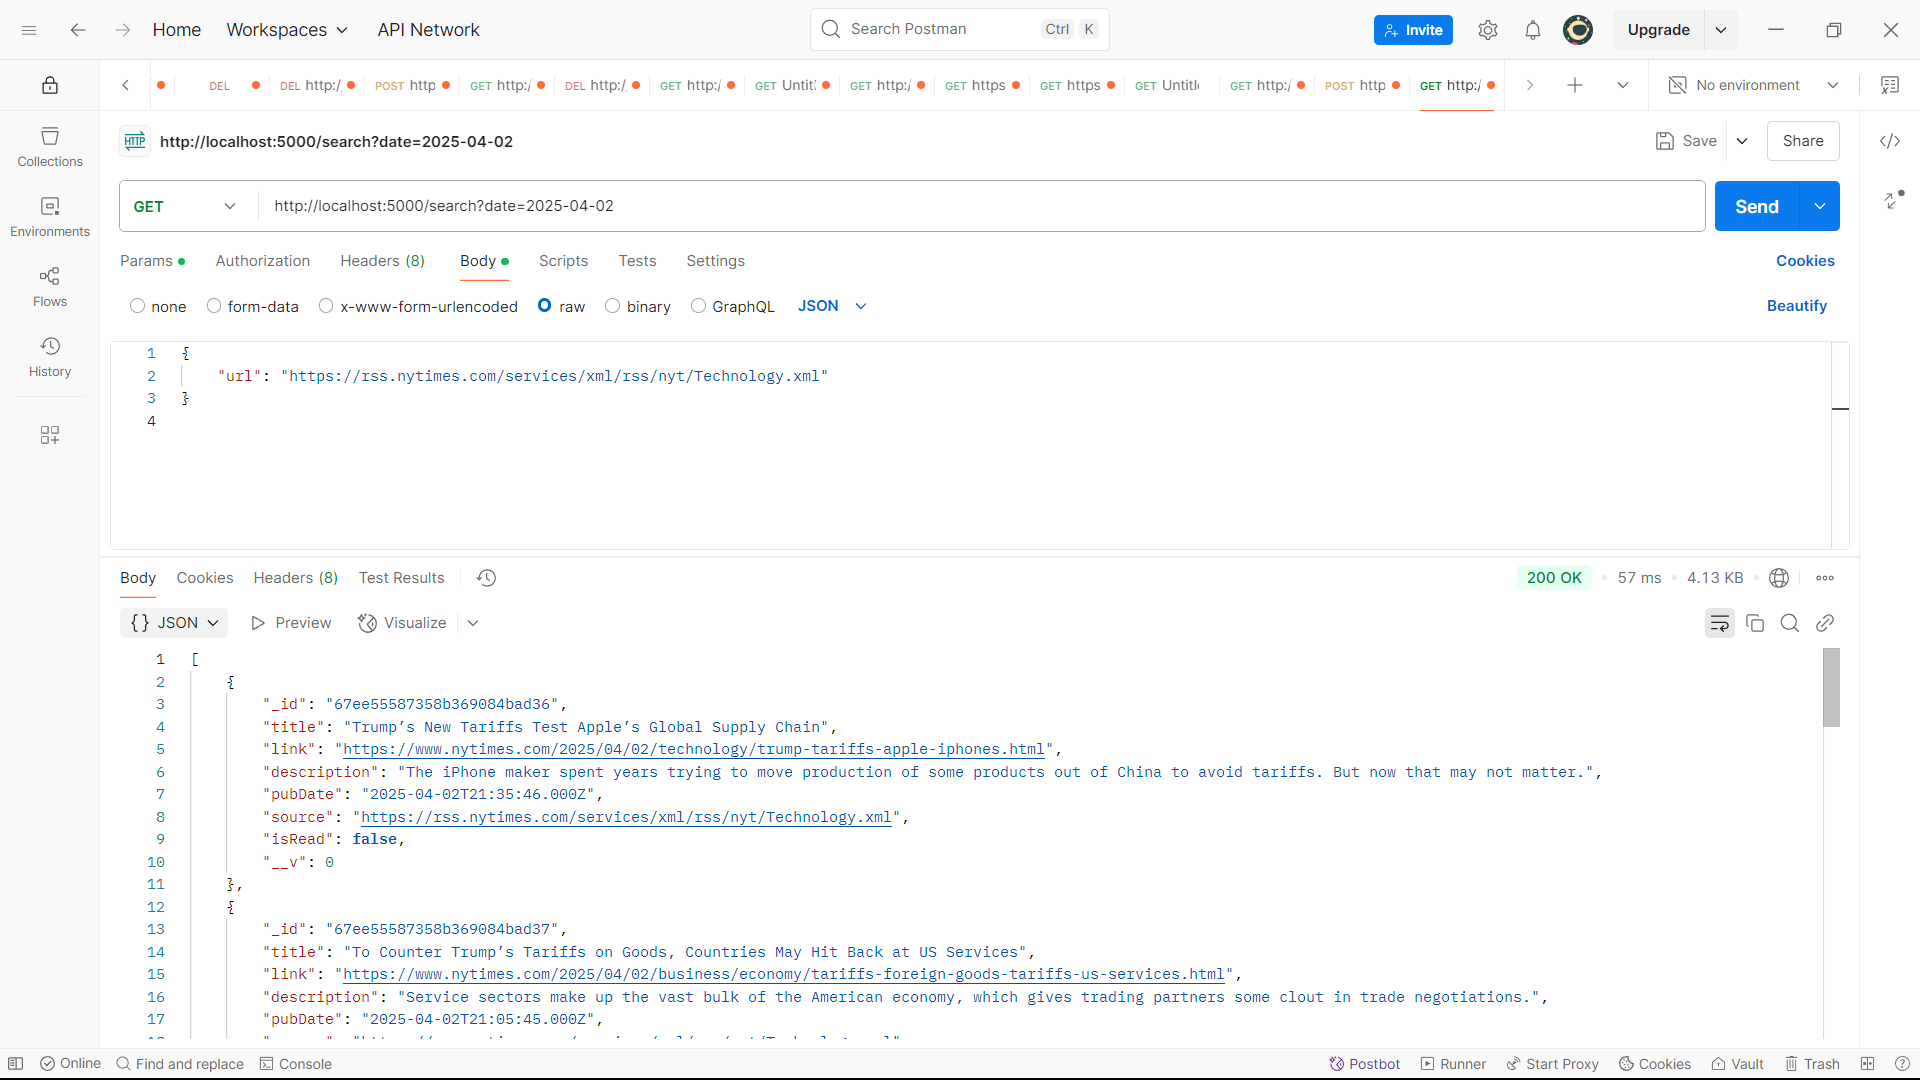 Home Workspaces API Network Search Postman Ctrl K Invite Upgrade
DEL DEL http:/ POST http GET http:/ DEL http:/ GET http:/ GET Untitl GET http:/ GET https GET https GET Untitle GET http:/ POST http GET http:/ No environment
HTTP http://localhost:5000/search?date=2025-04-02 Save Share
Collections
GET http://localhost:5000/search?date=2025-04-02 Send
Environments
Params Authorization Headers (8) Body Scripts Tests Settings Cookies
Flows
none form-data x-www-form-urlencoded raw binary GraphQL JSON Beautify
History
1 {
2 "url": "https://rss.nytimes.com/services/xml/rss/nyt/Technology.xml"
3 }
4
Body Cookies Headers (8) Test Results 200 OK • 57 ms • 4.13 KB •
{} JSON Preview Visualize
1 [
2 {
3 "_id": "67ee55587358b369084bad36",
4 "title": "Trump’s New Tariffs Test Apple’s Global Supply Chain",
5 "link": "https://www.nytimes.com/2025/04/02/technology/trump-tariffs-apple-iphones.html",
6 "description": "The iPhone maker spent years trying to move production of some products out of China to avoid tariffs. But now that may not matter.",
7 "pubDate": "2025-04-02T21:35:46.000Z",
8 "source": "https://rss.nytimes.com/services/xml/rss/nyt/Technology.xml",
9 "isRead": false,
10 "__v": 0
11 },
12 {
13 "_id": "67ee55587358b369084bad37",
14 "title": "To Counter Trump’s Tariffs on Goods, Countries May Hit Back at US Services",
15 "link": "https://www.nytimes.com/2025/04/02/business/economy/tariffs-foreign-goods-tariffs-us-services.html",
16 "description": "Service sectors make up the vast bulk of the American economy, which gives trading partners some clout in trade negotiations.",
17 "pubDate": "2025-04-02T21:05:45.000Z",
Online Find and replace Console Postbot Runner Start Proxy Cookies Vault Trash